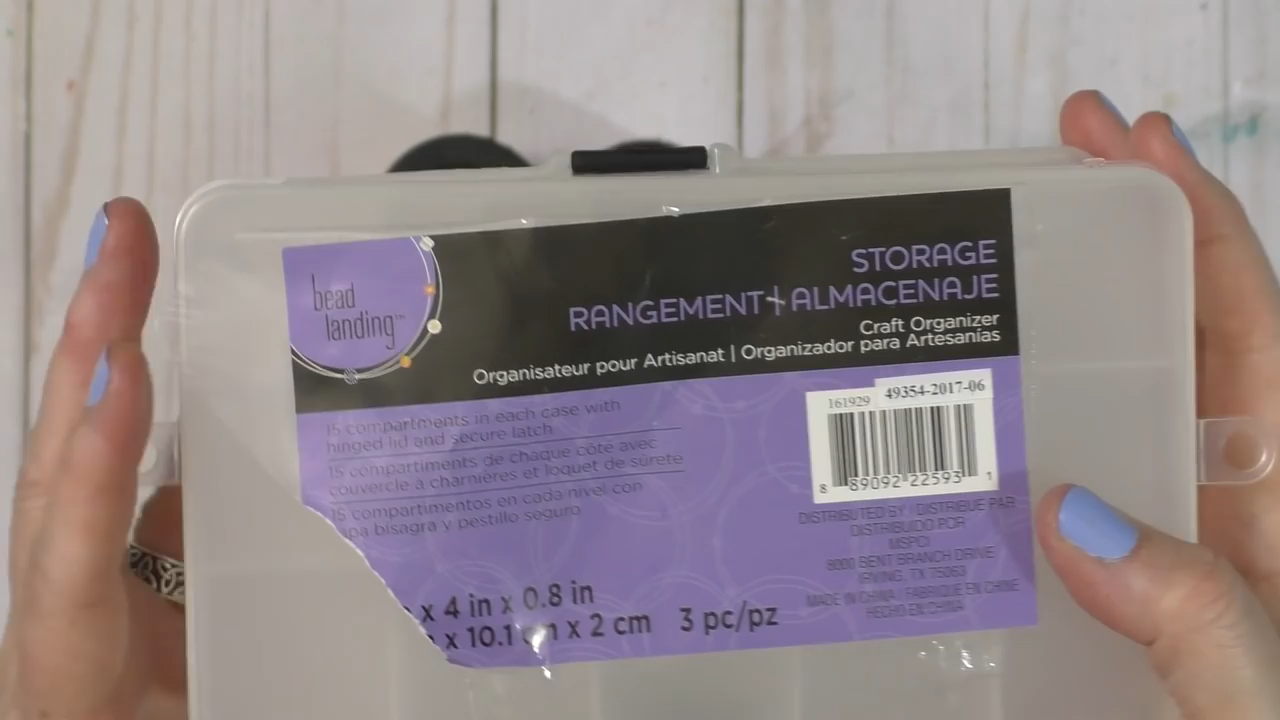 bead
landing™
STORAGE
RANGEMENT | ALMACENAJE
Craft Organizer
Organisateur pour Artisanat | Organizador para Artesanías
15 compartments in each case with
hinged lid and secure latch
15 compartiments de chaque côté avec
couvercle à charnières et loquet de sûreté
15 compartimentos en cada nivel con
apa bisagra y pestillo seguro
x 4 in x 0.8 in
x 10.1 cm x 2 cm 3 pc/pz
161929 49354-2017-06
8 89092 22593 1
DISTRIBUTED BY / DISTRIBUÉ PAR
DISTRIBUIDO POR
MSPCI
8000 BENT BRANCH DRIVE
IRVING, TX 75063
MADE IN CHINA / FABRIQUÉ EN CHINE
HECHO EN CHINA